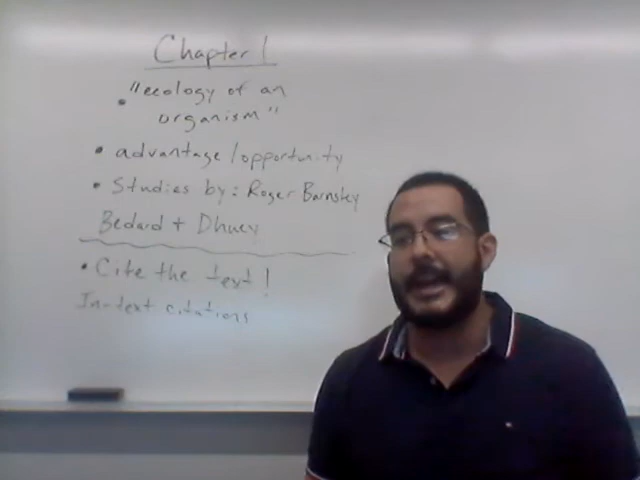 Chapter 1
• "ecology of an
organism"
• advantage/opportunity
• Studies by: Roger Barnsley
Bedard + Dhuey
• Cite the text!
In-text citations